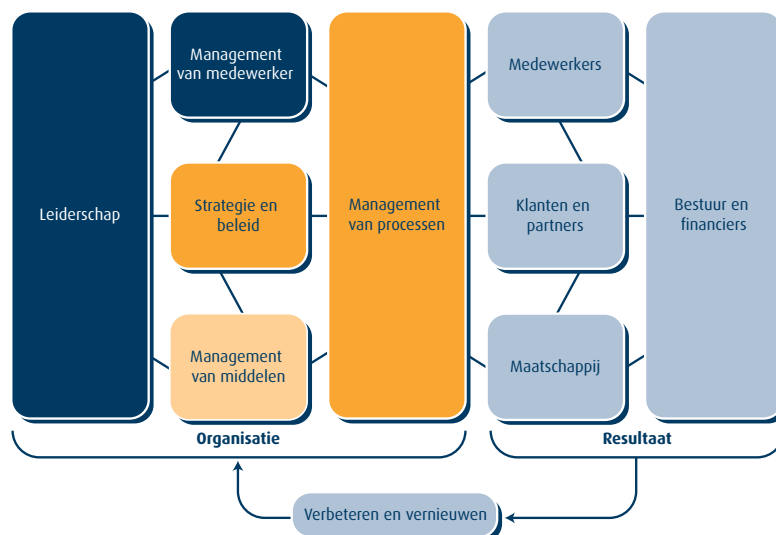 Management
van medewerker
Medewerkers
Leiderschap
Strategie en
beleid
Management
van processen
Klanten en
partners
Bestuur en
financiers
Management
van middelen
Maatschappij
Organisatie
Resultaat
Verbeteren en vernieuwen